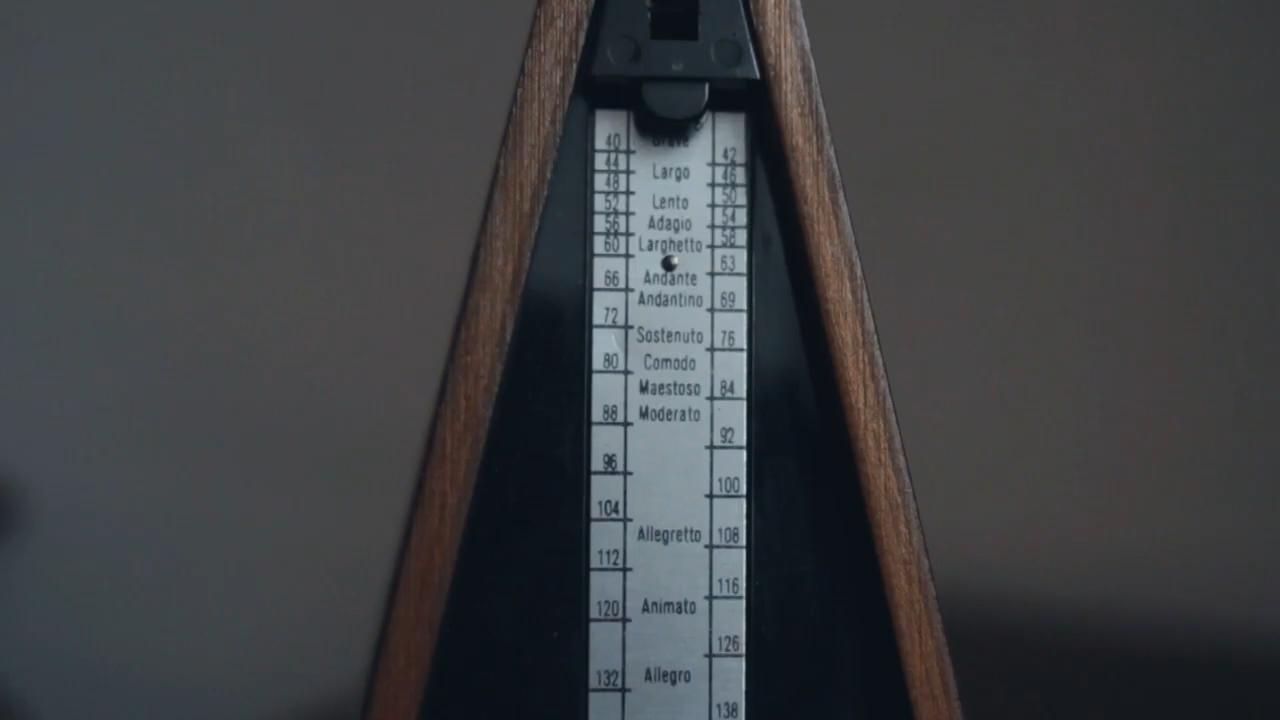 Grave
40
42
44
Largo
46
48
50
52
Lento
54
56
Adagio
58
60
Larghetto
63
66
Andante
Andantino
69
72
Sostenuto
76
80
Comodo
Maestoso
84
88
Moderato
92
96
100
104
Allegretto
108
112
116
120
Animato
126
132
Allegro
138